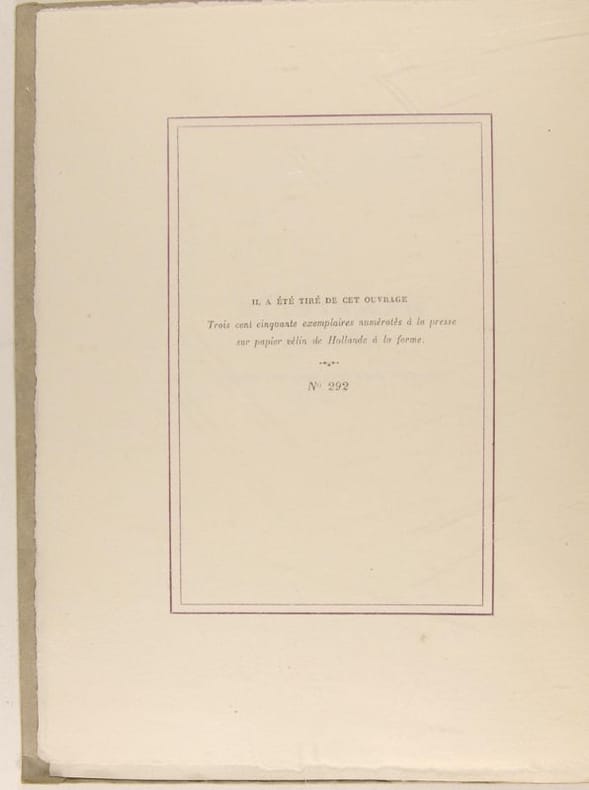 IL A ÉTÉ TIRÉ DE CET OUVRAGE
Trois cent cinquante exemplaires numérotés à la presse
sur papier vélin de Hollande à la forme.
Nº 292